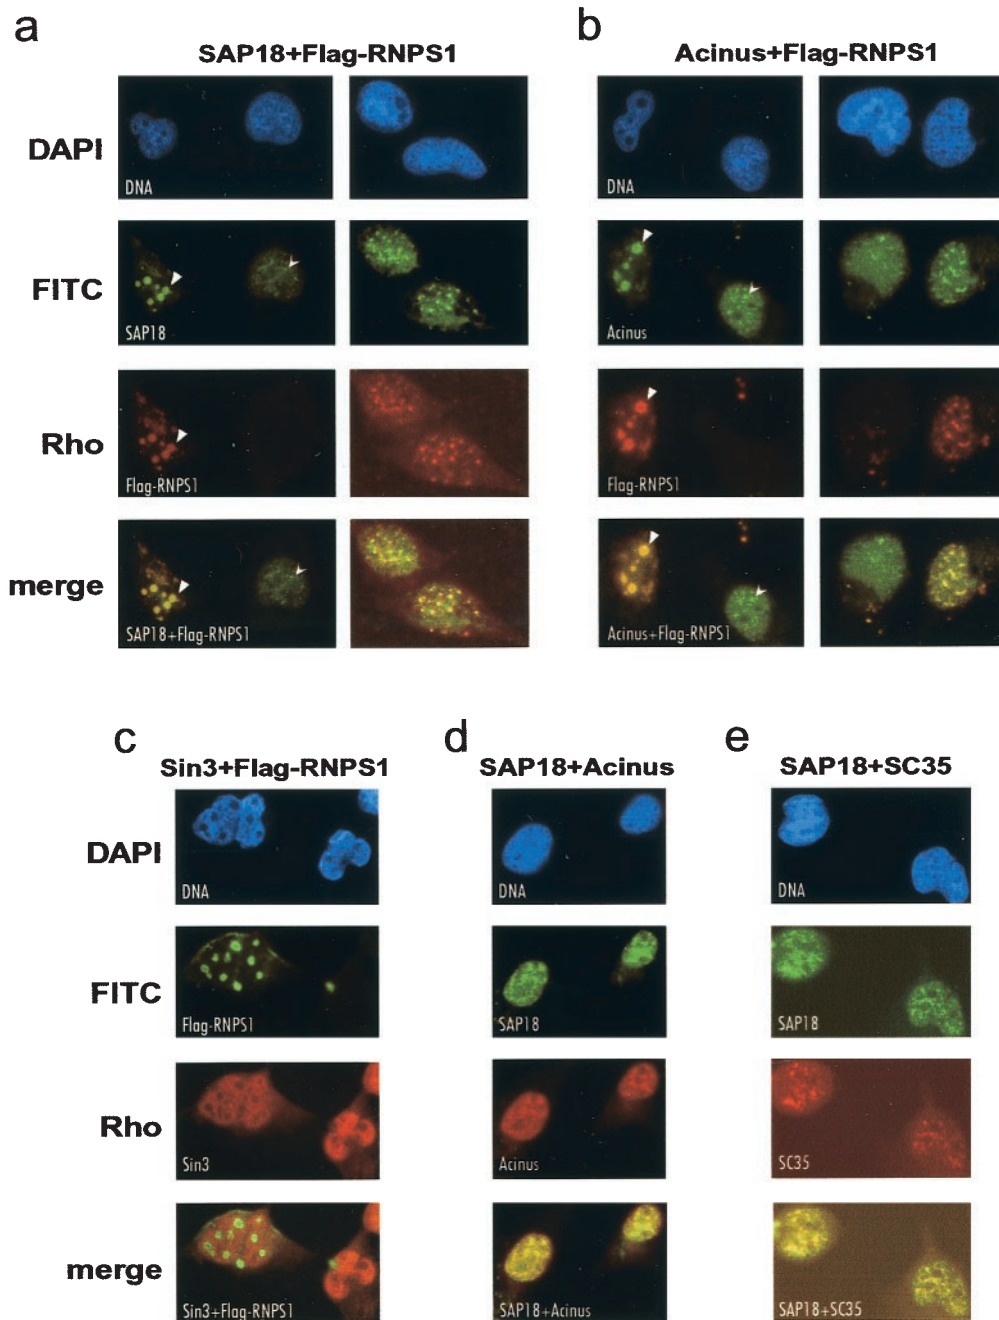 a
SAP18+Flag-RNPS1
b
Acinus+Flag-RNPS1
DAPI
DNA
DNA
FITC
SAP18
Acinus
Rho
Flag-RNPS1
Flag-RNPS1
merge
SAP18+Flag-RNPS1
Acinus+Flag-RNPS1
c
Sin3+Flag-RNPS1
d
SAP18+Acinus
e
SAP18+SC35
DAPI
DNA
DNA
DNA
FITC
Flag-RNPS1
SAP18
SAP18
Rho
Sin3
Acinus
SC35
merge
Sin3+Flag-RNPS1
SAP18+Acinus
SAP18+SC35